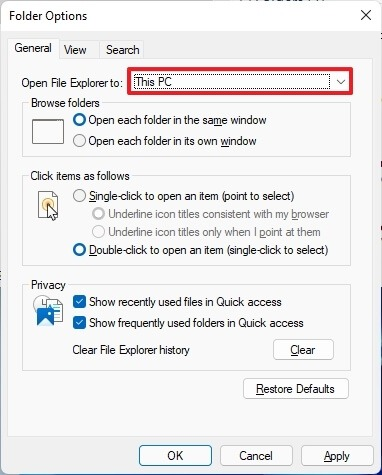 Folder Options
General View Search
Open File Explorer to: This PC
Browse folders
Open each folder in the same window
Open each folder in its own window
Click items as follows
Single-click to open an item (point to select)
Underline icon titles consistent with my browser
Underline icon titles only when I point at them
Double-click to open an item (single-click to select)
Privacy
Show recently used files in Quick access
Show frequently used folders in Quick access
Clear File Explorer history Clear
Restore Defaults
OK Cancel Apply